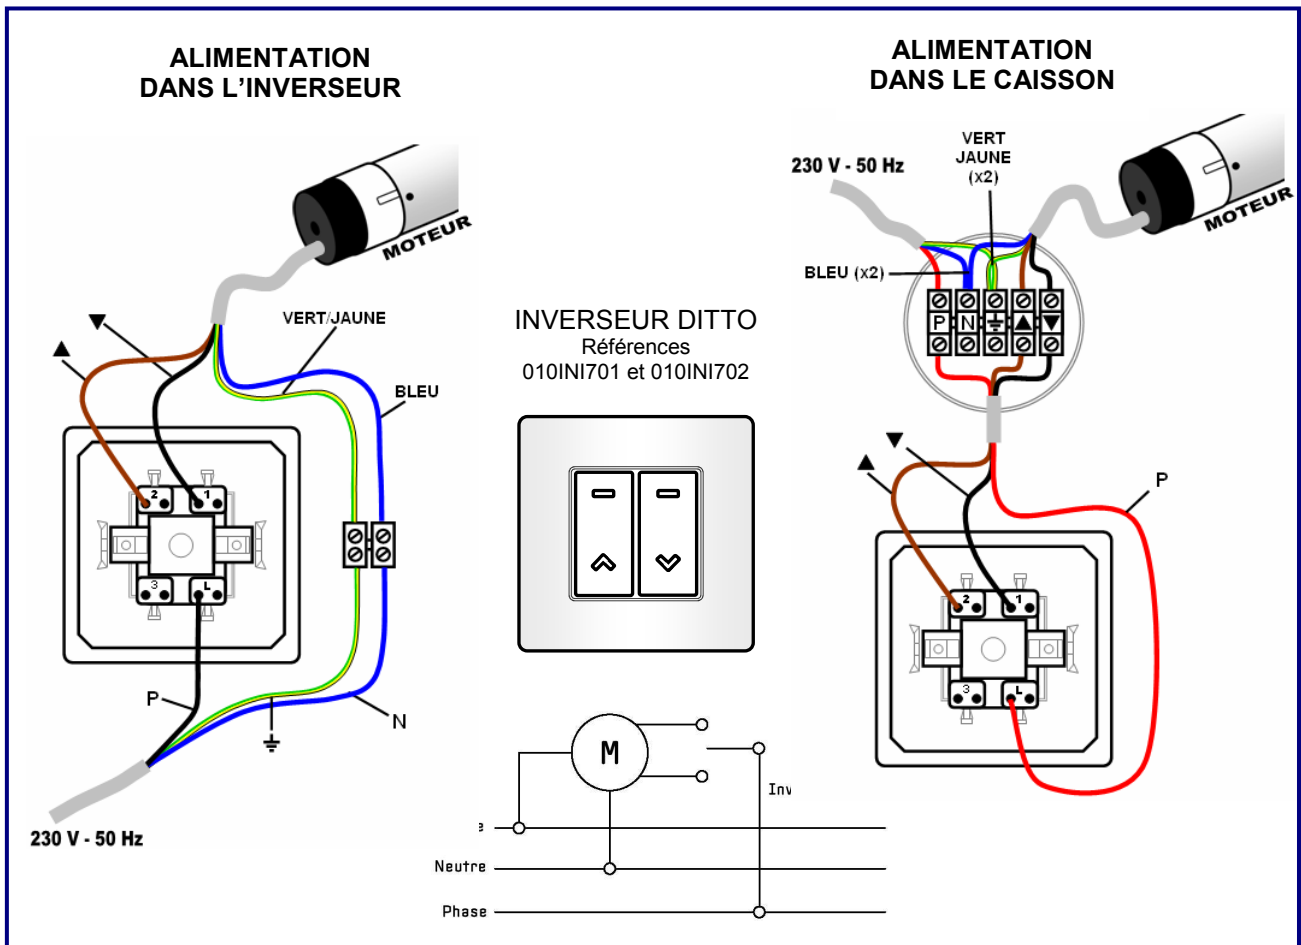 ALIMENTATION
DANS L'INVERSEUR
MOTEUR
VERT/JAUNE
▼
▲
BLEU
2 1
3 L
P
N
230 V - 50 Hz
INVERSEUR DITTO
Références
010INI701 et 010INI702
M
Inv
Neutre
Phase
ALIMENTATION
DANS LE CAISSON
VERT
JAUNE
(x2)
230 V - 50 Hz
MOTEUR
BLEU (x2)
P N ▲ ▼
▼
▲
P
2 1
3 L